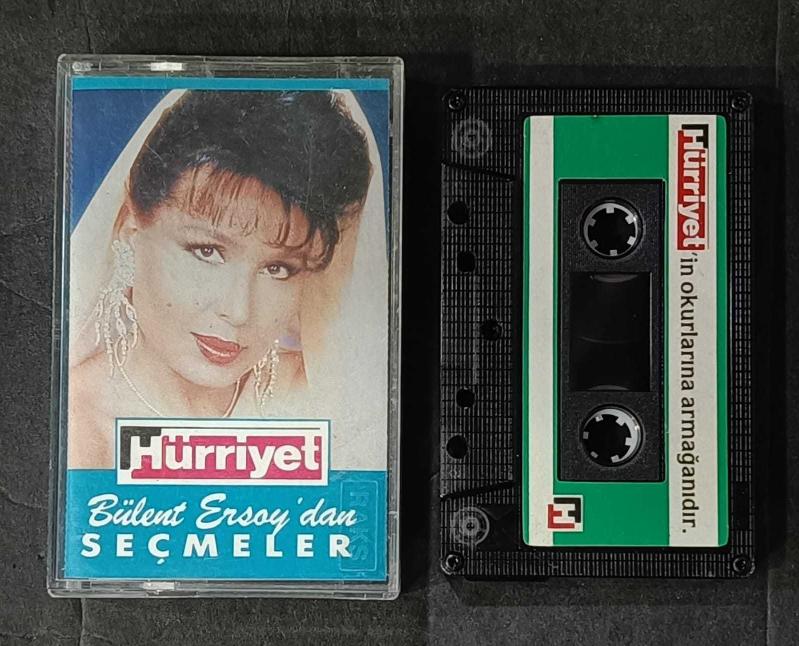 Hürriyet
Bülent Ersoy'dan
SEÇMELER
RAKS
Hürriyet'in okurlarına armağanıdır.
H